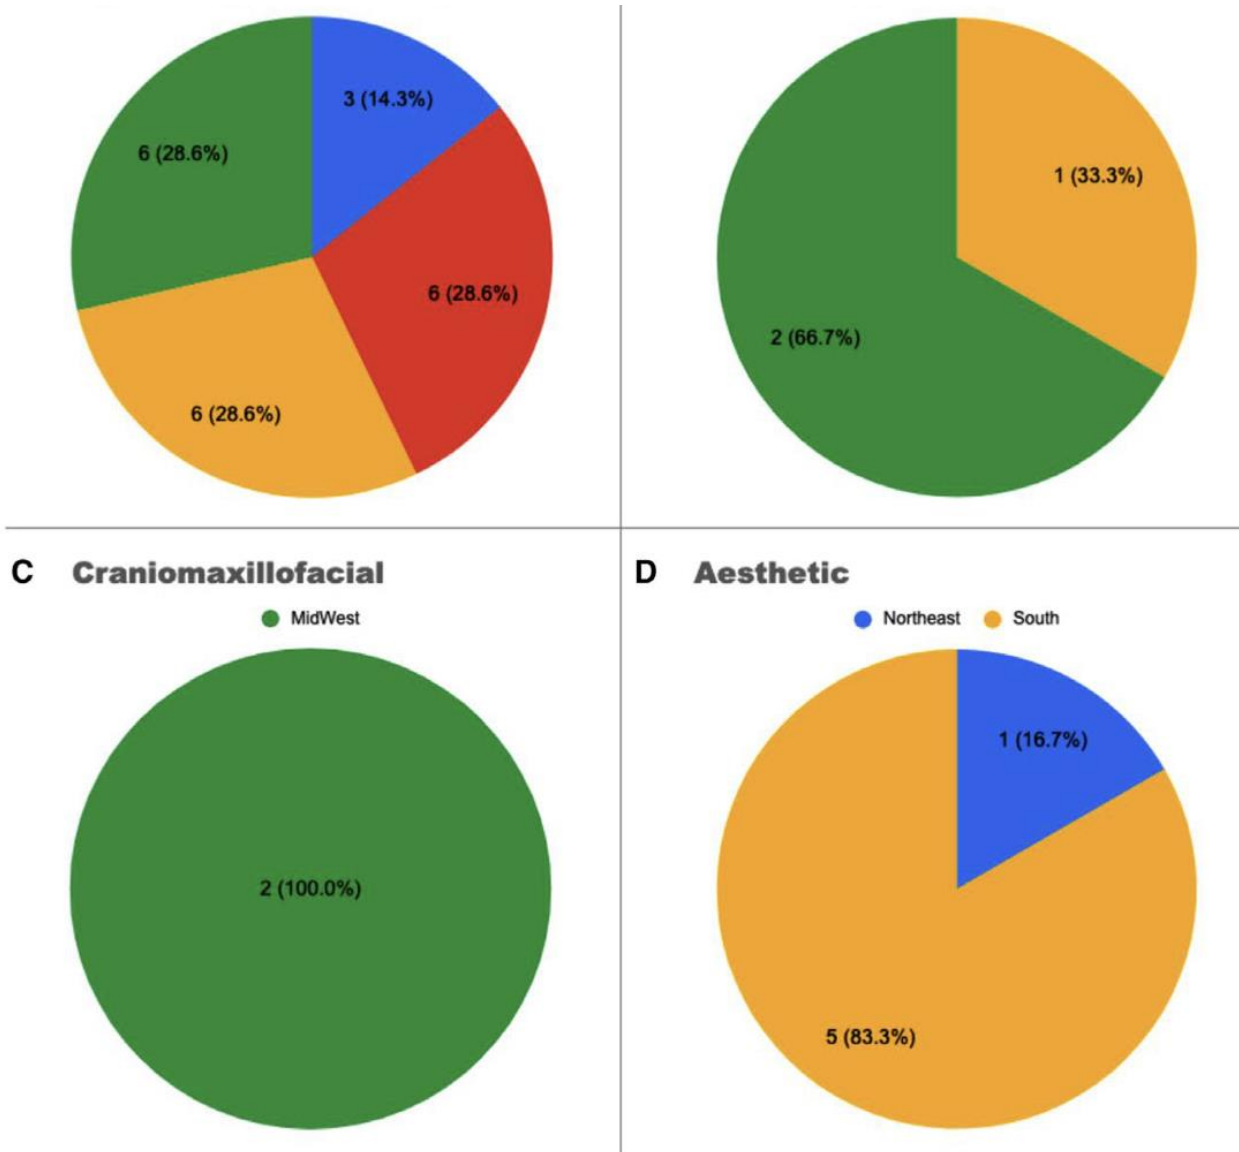 3 (14.3%)
6 (28.6%)
6 (28.6%)
6 (28.6%)
1 (33.3%)
2 (66.7%)
C Craniomaxillofacial
MidWest
2 (100.0%)
D Aesthetic
Northeast South
1 (16.7%)
5 (83.3%)